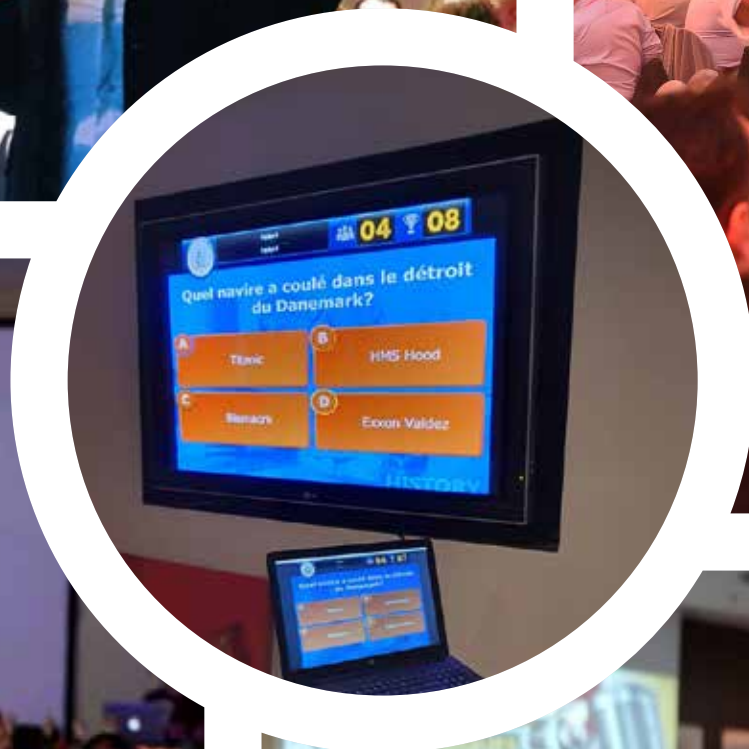 04 08
Quel navire a coulé dans le détroit
du Danemark?
A Titanic
B HMS Hood
C
D Exxon Valdez
HISTORY